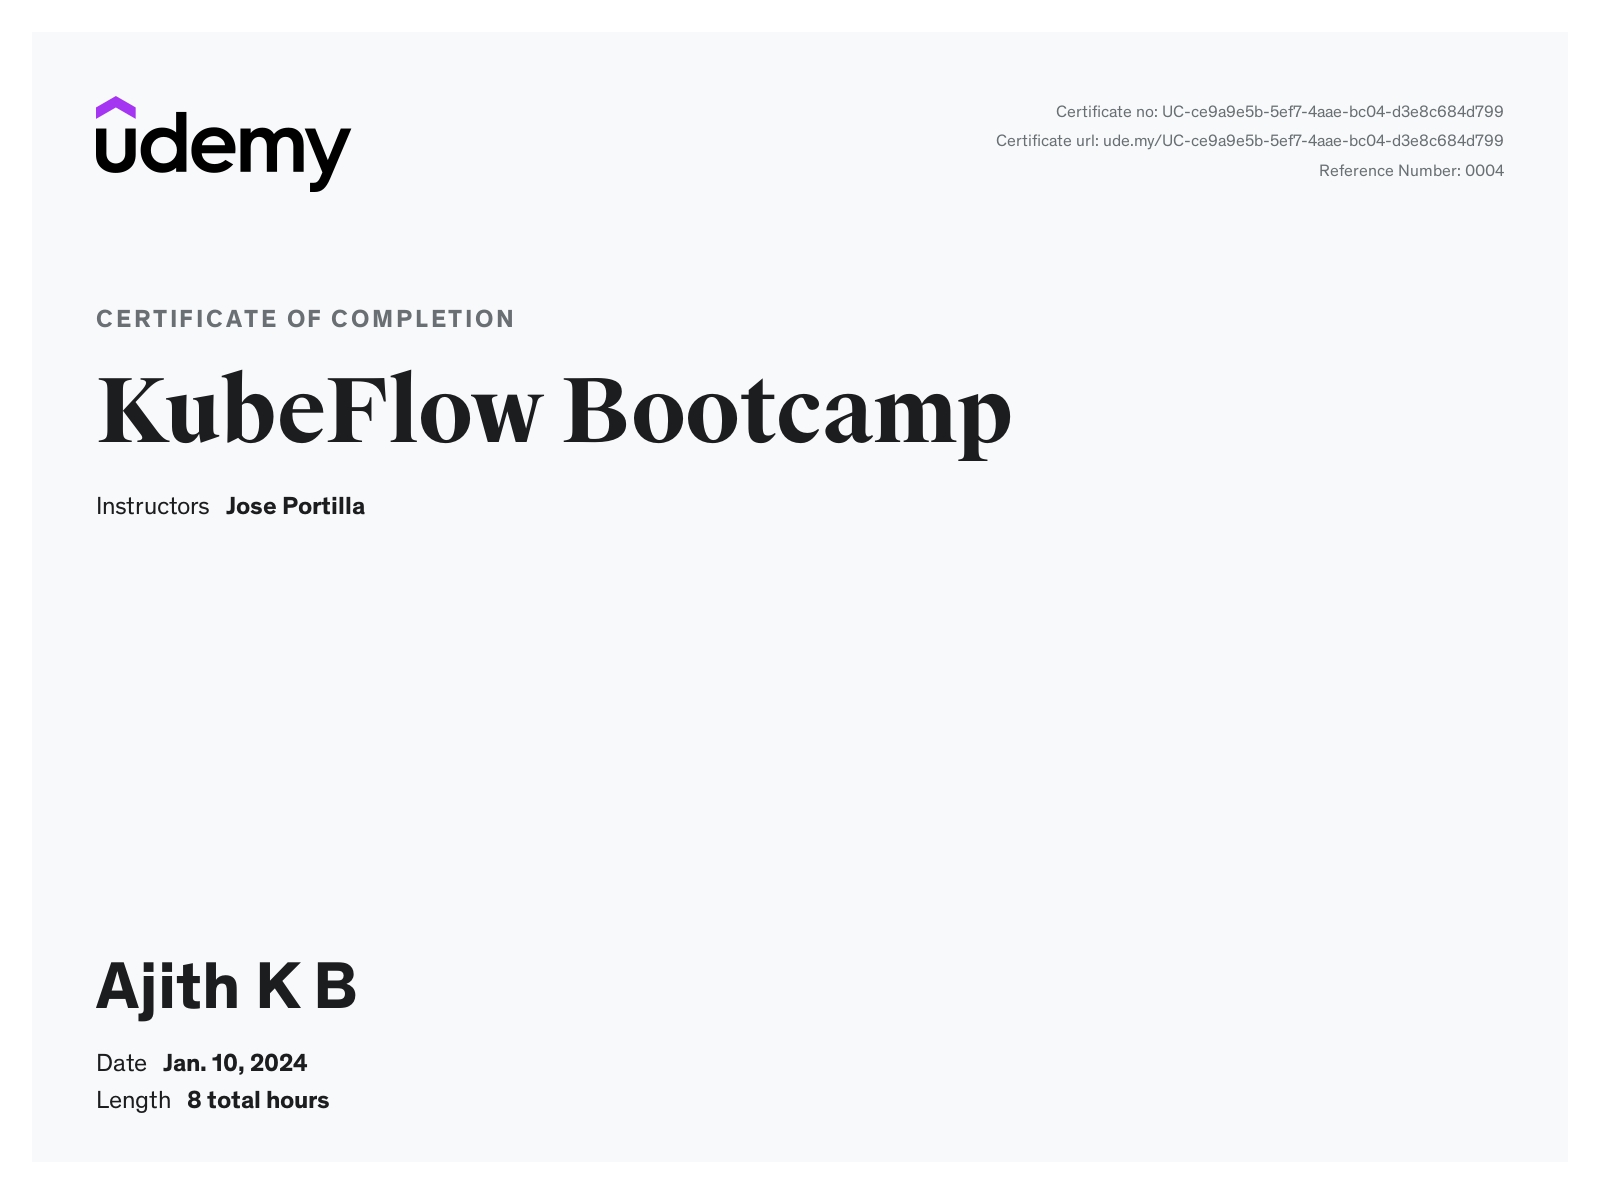 udemy
Certificate no: UC-ce9a9e5b-5ef7-4aae-bc04-d3e8c684d799
Certificate url: ude.my/UC-ce9a9e5b-5ef7-4aae-bc04-d3e8c684d799
Reference Number: 0004
CERTIFICATE OF COMPLETION
KubeFlow Bootcamp
Instructors Jose Portilla
Ajith K B
Date Jan. 10, 2024
Length 8 total hours